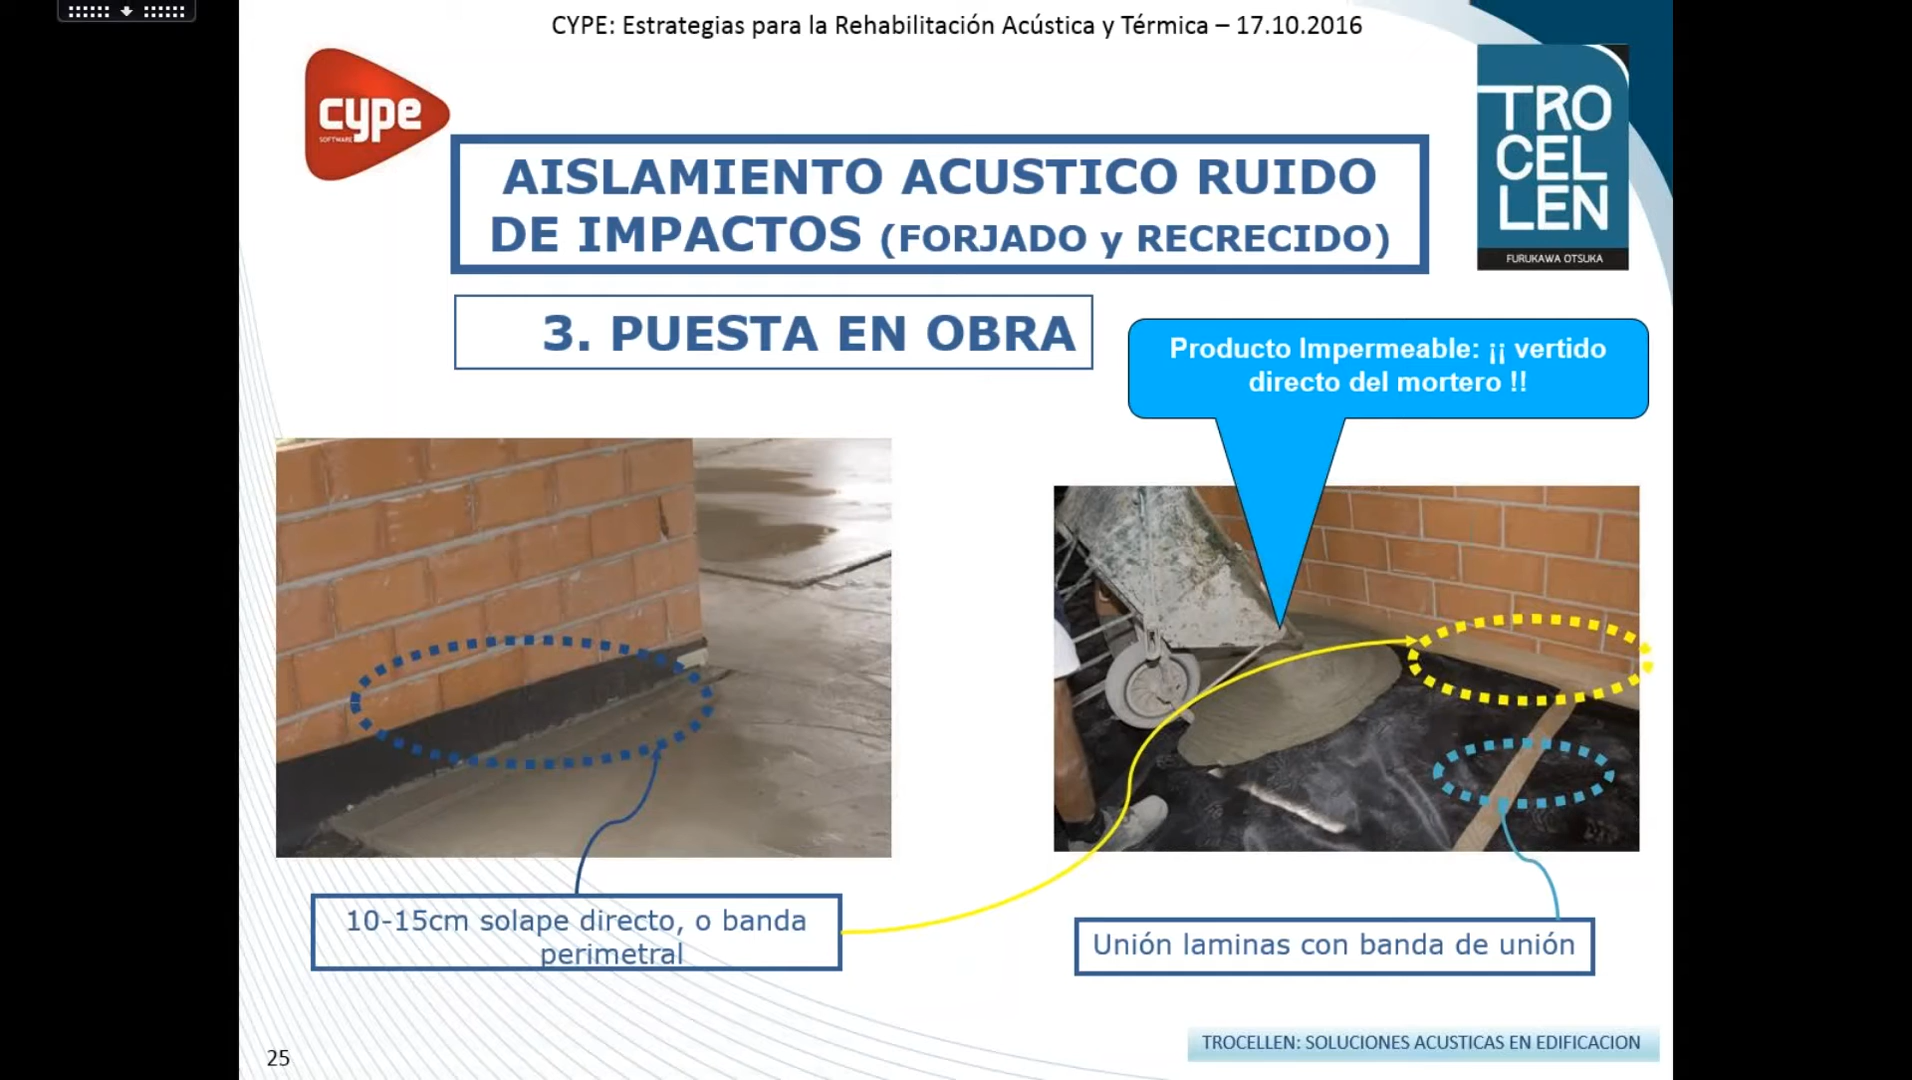 CYPE: Estrategias para la Rehabilitación Acústica y Térmica – 17.10.2016
cype
SOFTWARE
TRO
CEL
LEN
FURUKAWA OTSUKA
AISLAMIENTO ACUSTICO RUIDO
DE IMPACTOS (FORJADO y RECRECIDO)
3. PUESTA EN OBRA
Producto Impermeable: ¡¡ vertido
directo del mortero !!
10-15cm solape directo, o banda
perimetral
Unión laminas con banda de unión
TROCELLEN: SOLUCIONES ACUSTICAS EN EDIFICACION
25